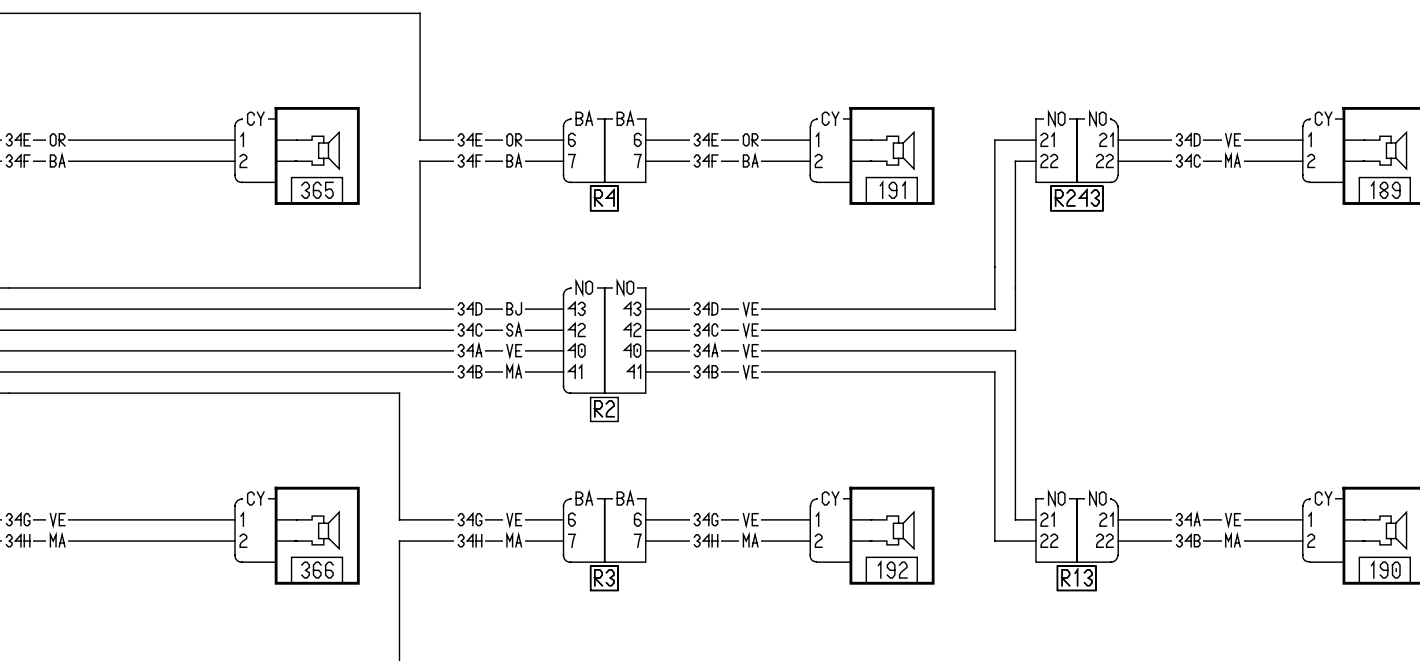 CY BA BA CY NO NO CY
34E OR 1 34E OR 6 6 34E OR 1 21 21 34D VE 1
34F BA 2 34F BA 7 7 34F BA 2 22 22 34C MA 2
365 R4 191 R243 189
NO NO
34D BJ 43 43 34D VE
34C SA 42 42 34C VE
34A VE 40 40 34A VE
34B MA 41 41 34B VE
R2
CY BA BA CY NO NO CY
34G VE 1 34G VE 6 6 34G VE 1 21 21 34A VE 1
34H MA 2 34H MA 7 7 34H MA 2 22 22 34B MA 2
366 R3 192 R13 190